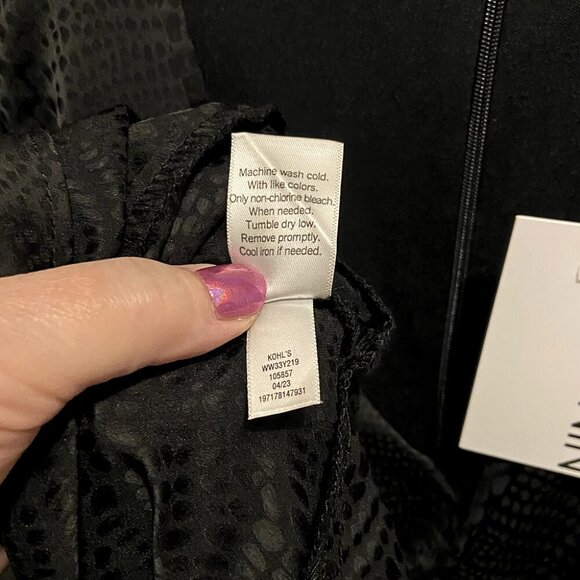 Machine wash cold.
With like colors.
Only non-chlorine bleach.
When needed.
Tumble dry low.
Remove promptly.
Cool iron if needed.
KOHL'S
WW33Y219
105857
04/23
197178147931